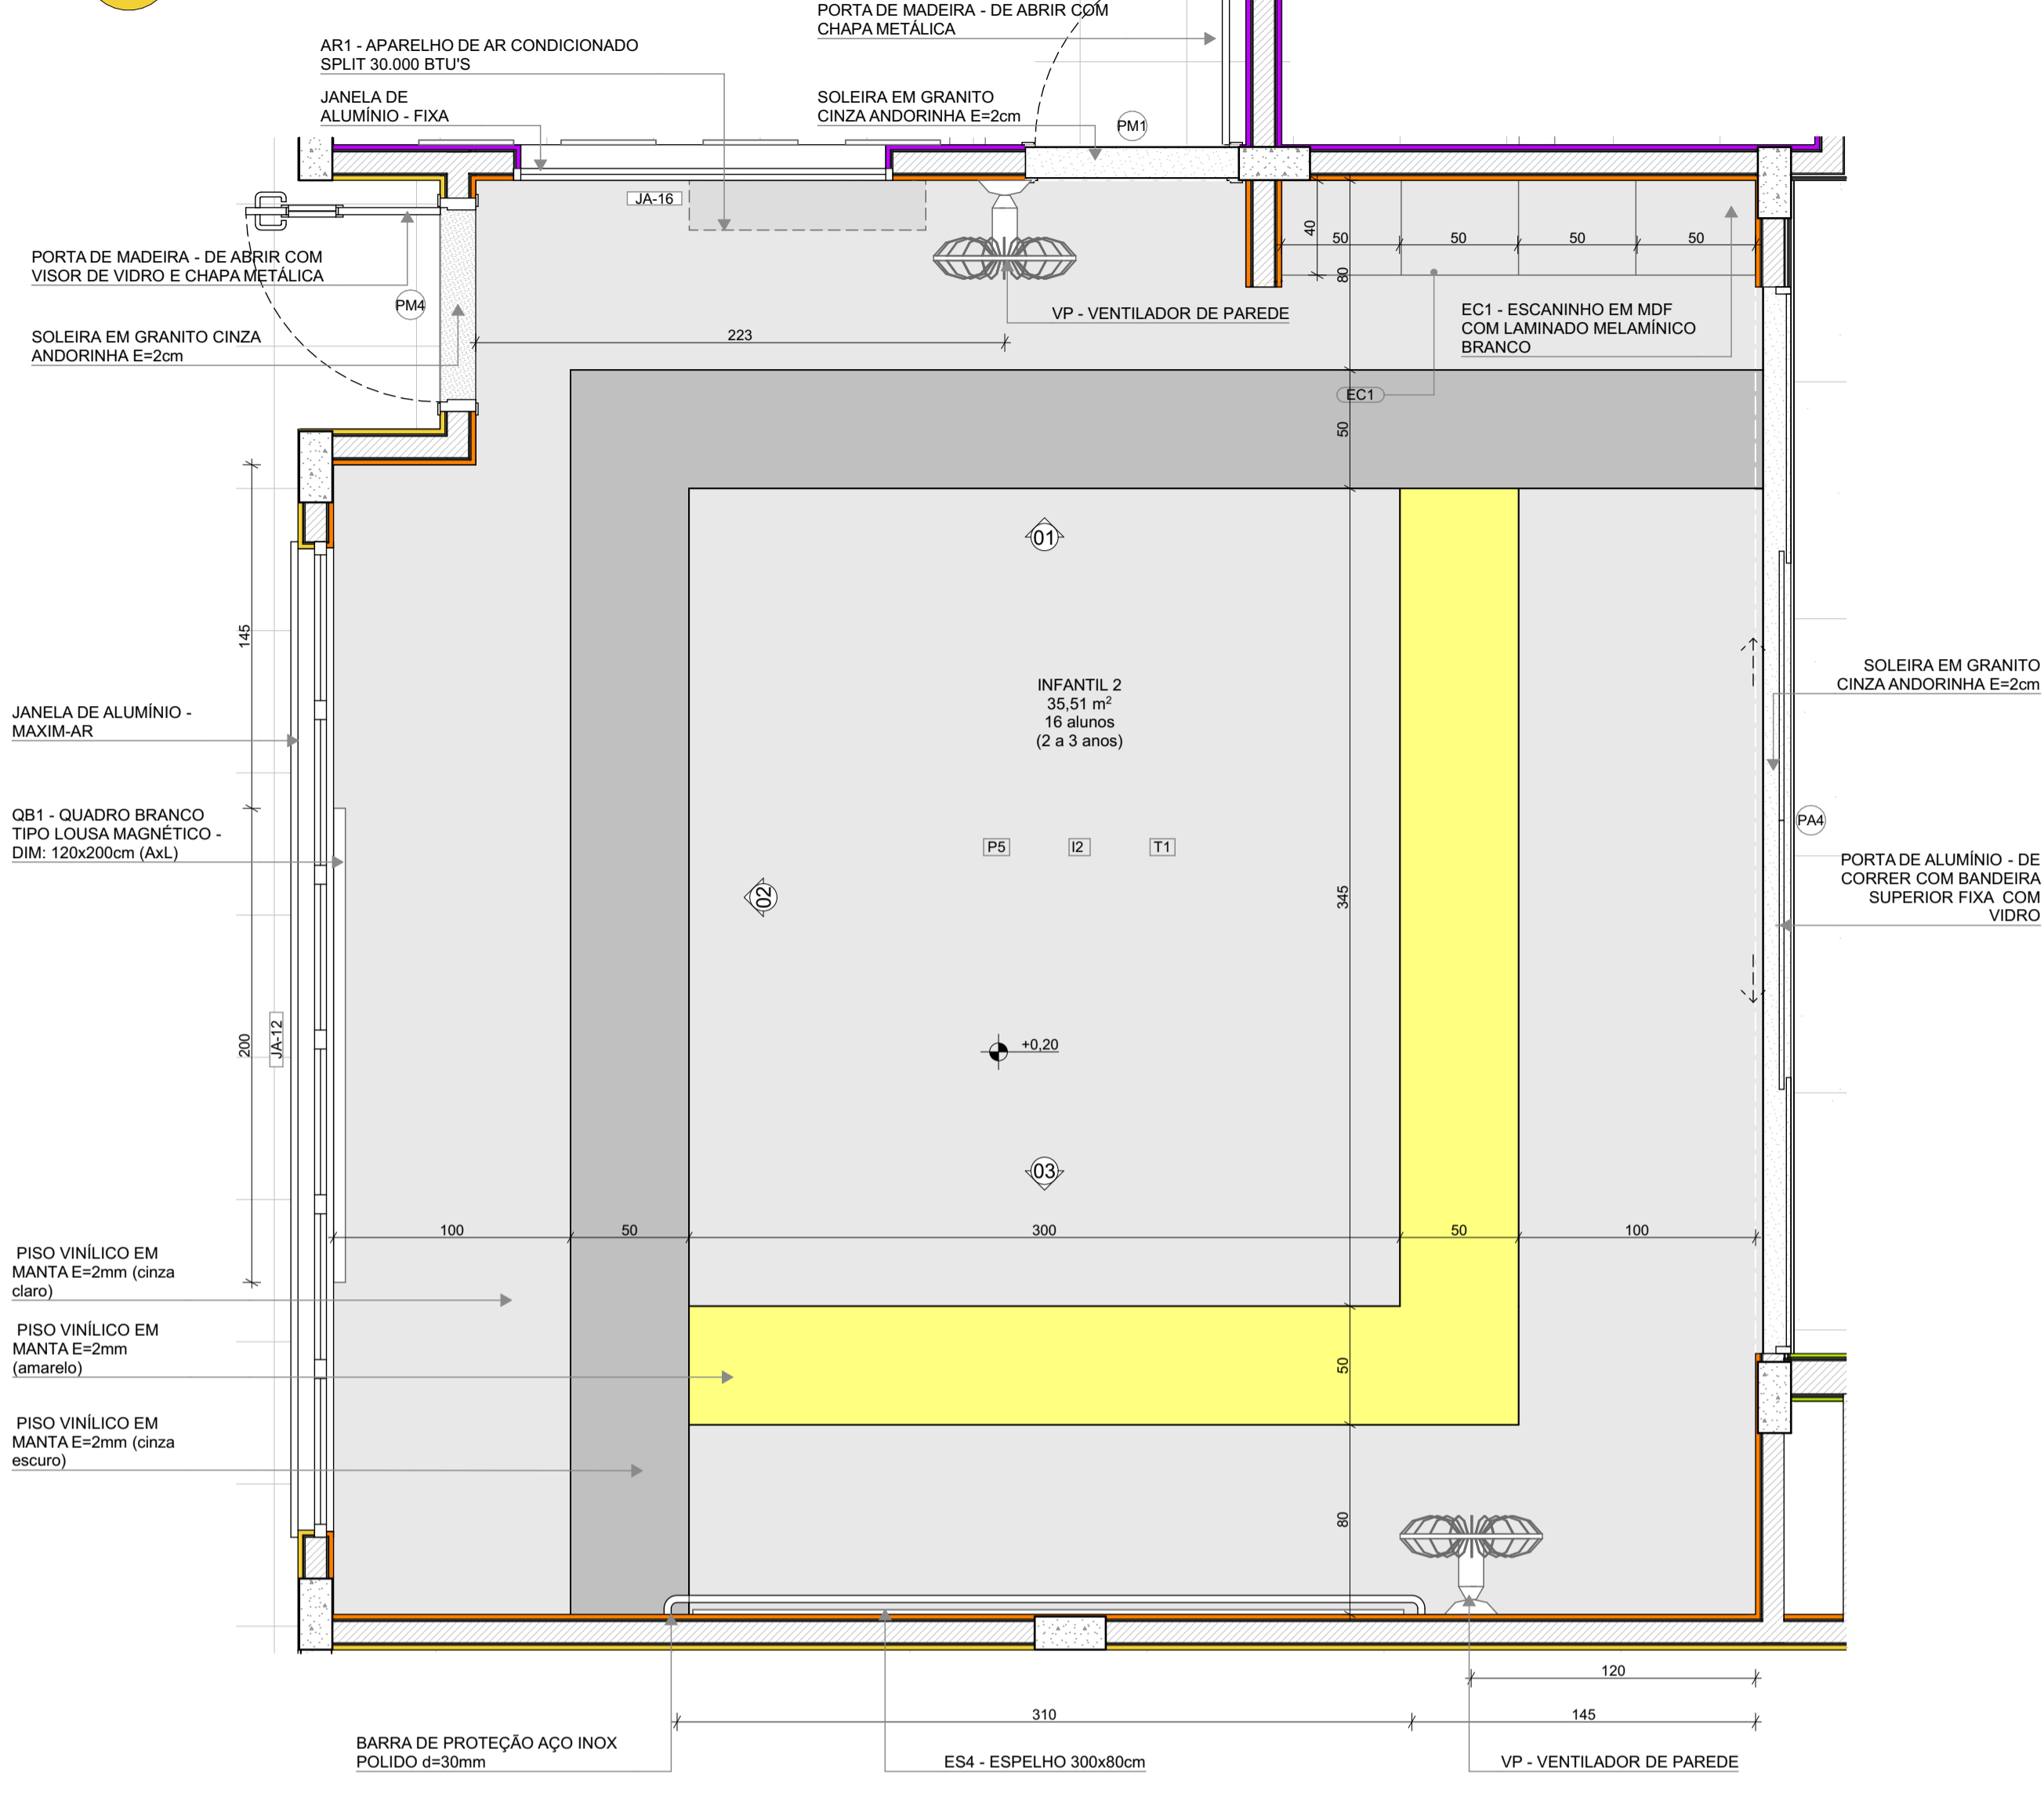 PORTA DE MADEIRA - DE ABRIR COM
CHAPA METÁLICA
AR1 - APARELHO DE AR CONDICIONADO
SPLIT 30.000 BTU'S
JANELA DE
ALUMÍNIO - FIXA
SOLEIRA EM GRANITO
CINZA ANDORINHA E=2cm
PM1
JA-16
40
50
50
50
50
80
PORTA DE MADEIRA - DE ABRIR COM
VISOR DE VIDRO E CHAPA METÁLICA
PM4
SOLEIRA EM GRANITO CINZA
ANDORINHA E=2cm
223
VP - VENTILADOR DE PAREDE
EC1 - ESCANINHO EM MDF
COM LAMINADO MELAMÍNICO
BRANCO
EC1
50
01
145
INFANTIL 2
35,51 m²
16 alunos
(2 a 3 anos)
SOLEIRA EM GRANITO
CINZA ANDORINHA E=2cm
JANELA DE ALUMÍNIO -
MAXIM-AR
QB1 - QUADRO BRANCO
TIPO LOUSA MAGNÉTICO -
DIM: 120x200cm (AxL)
P5
I2
T1
PA4
PORTA DE ALUMÍNIO - DE
CORRER COM BANDEIRA
SUPERIOR FIXA COM
VIDRO
02
345
200
JA-12
+0,20
03
100
50
300
50
100
PISO VINÍLICO EM
MANTA E=2mm (cinza
claro)
PISO VINÍLICO EM
MANTA E=2mm
(amarelo)
50
PISO VINÍLICO EM
MANTA E=2mm (cinza
escuro)
80
120
310
145
BARRA DE PROTEÇÃO AÇO INOX
POLIDO d=30mm
ES4 - ESPELHO 300x80cm
VP - VENTILADOR DE PAREDE